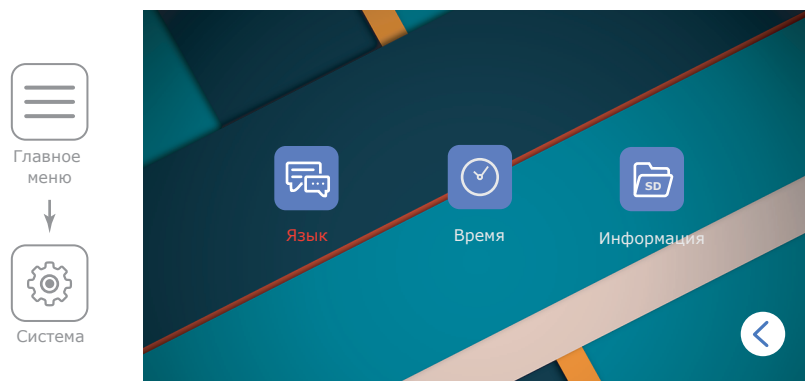 Главное
меню
Система
Язык
Время
SD
Информация